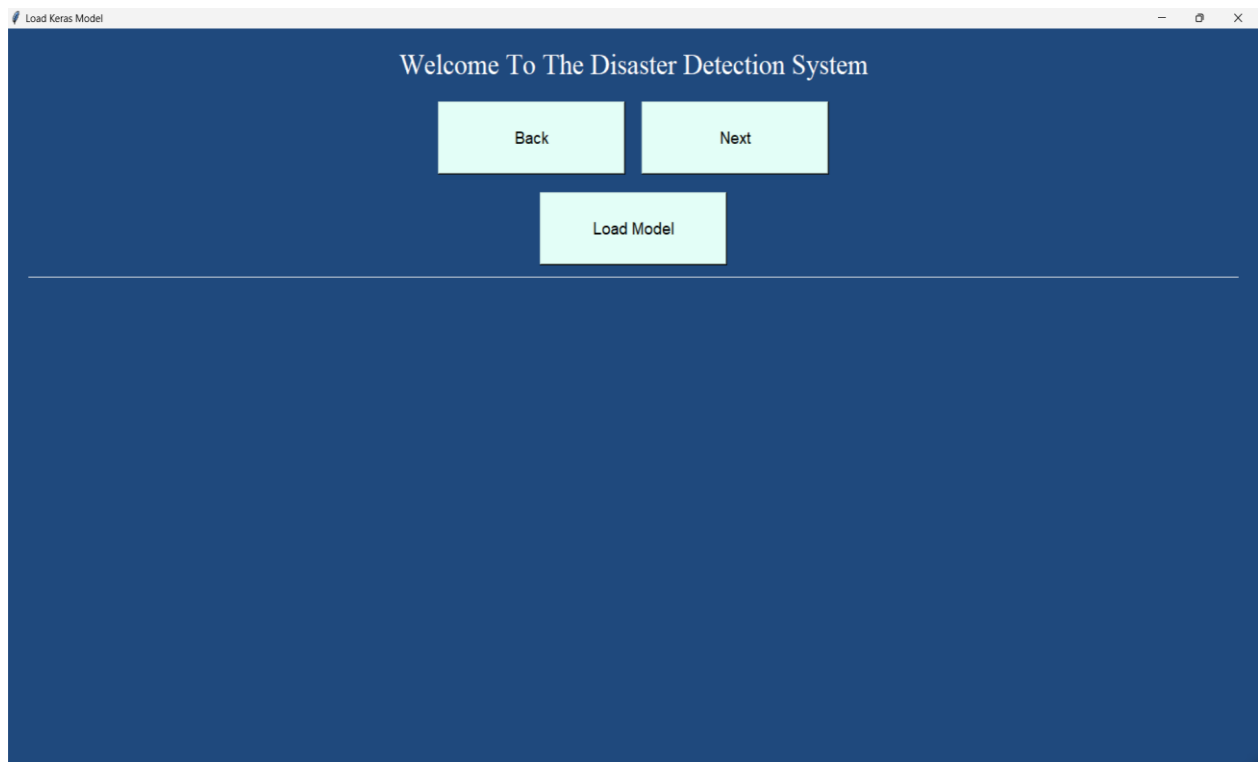 Load Keras Model
Welcome To The Disaster Detection System
Back
Next
Load Model